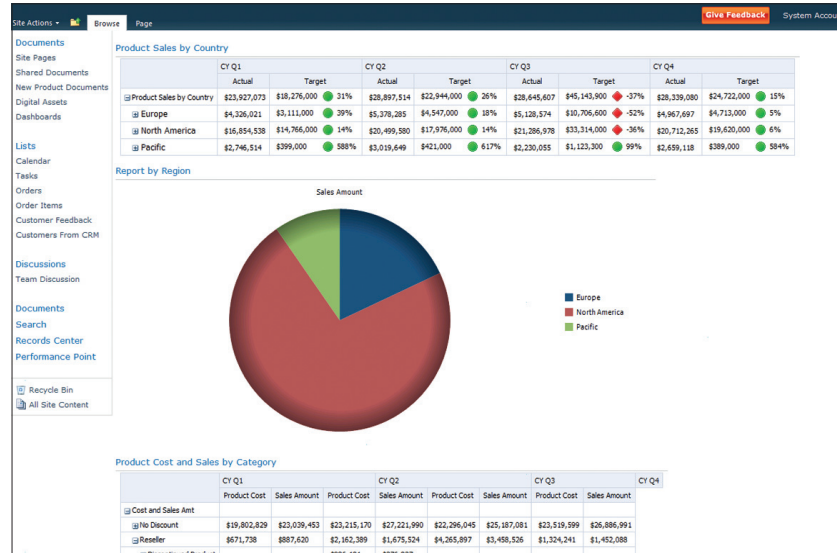 Give Feedback
System Accou
Site Actions
Browse
Page
Documents
Site Pages
Shared Documents
New Product Documents
Digital Assets
Dashboards
Lists
Calendar
Tasks
Orders
Order Items
Customer Feedback
Customers From CRM
Discussions
Team Discussion
Documents
Search
Records Center
Performance Point
Recycle Bin
All Site Content
Product Sales by Country
CY Q1 CY Q2 CY Q3 CY Q4
Actual Target Actual Target Actual Target Actual Target
Product Sales by Country $23,927,073 $18,276,000 31% $28,897,514 $22,944,000 26% $28,645,607 $45,143,900 -37% $28,339,080 $24,722,000 15%
Europe $4,326,021 $3,111,000 39% $5,378,285 $4,547,000 18% $5,128,574 $10,706,600 -52% $4,967,697 $4,713,000 5%
North America $16,854,538 $14,766,000 14% $20,499,580 $17,976,000 14% $21,286,978 $33,314,000 -36% $20,712,265 $19,620,000 6%
Pacific $2,746,514 $399,000 588% $3,019,649 $421,000 617% $2,230,055 $1,123,300 99% $2,659,118 $389,000 584%
Report by Region
Sales Amount
Europe
North America
Pacific
Product Cost and Sales by Category
CY Q1 CY Q2 CY Q3 CY Q4
Product Cost Sales Amount Product Cost Sales Amount Product Cost Sales Amount Product Cost Sales Amount
Cost and Sales Amt
No Discount $19,802,829 $23,039,453 $23,215,170 $27,221,990 $22,296,045 $25,187,081 $23,519,599 $26,886,991
Reseller $671,738 $887,620 $2,162,389 $1,675,524 $4,265,897 $3,458,526 $1,324,241 $1,452,088